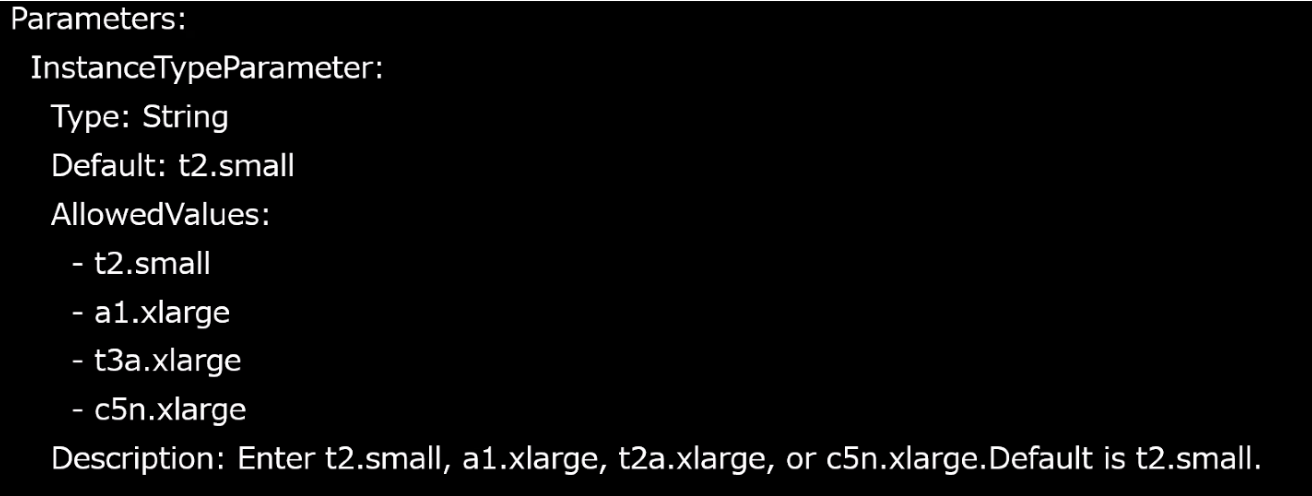 Parameters:
InstanceTypeParameter:
Type: String
Default: t2.small
AllowedValues:
- t2.small
- a1.xlarge
- t3a.xlarge
- c5n.xlarge
Description: Enter t2.small, a1.xlarge, t2a.xlarge, or c5n.xlarge.Default is t2.small.